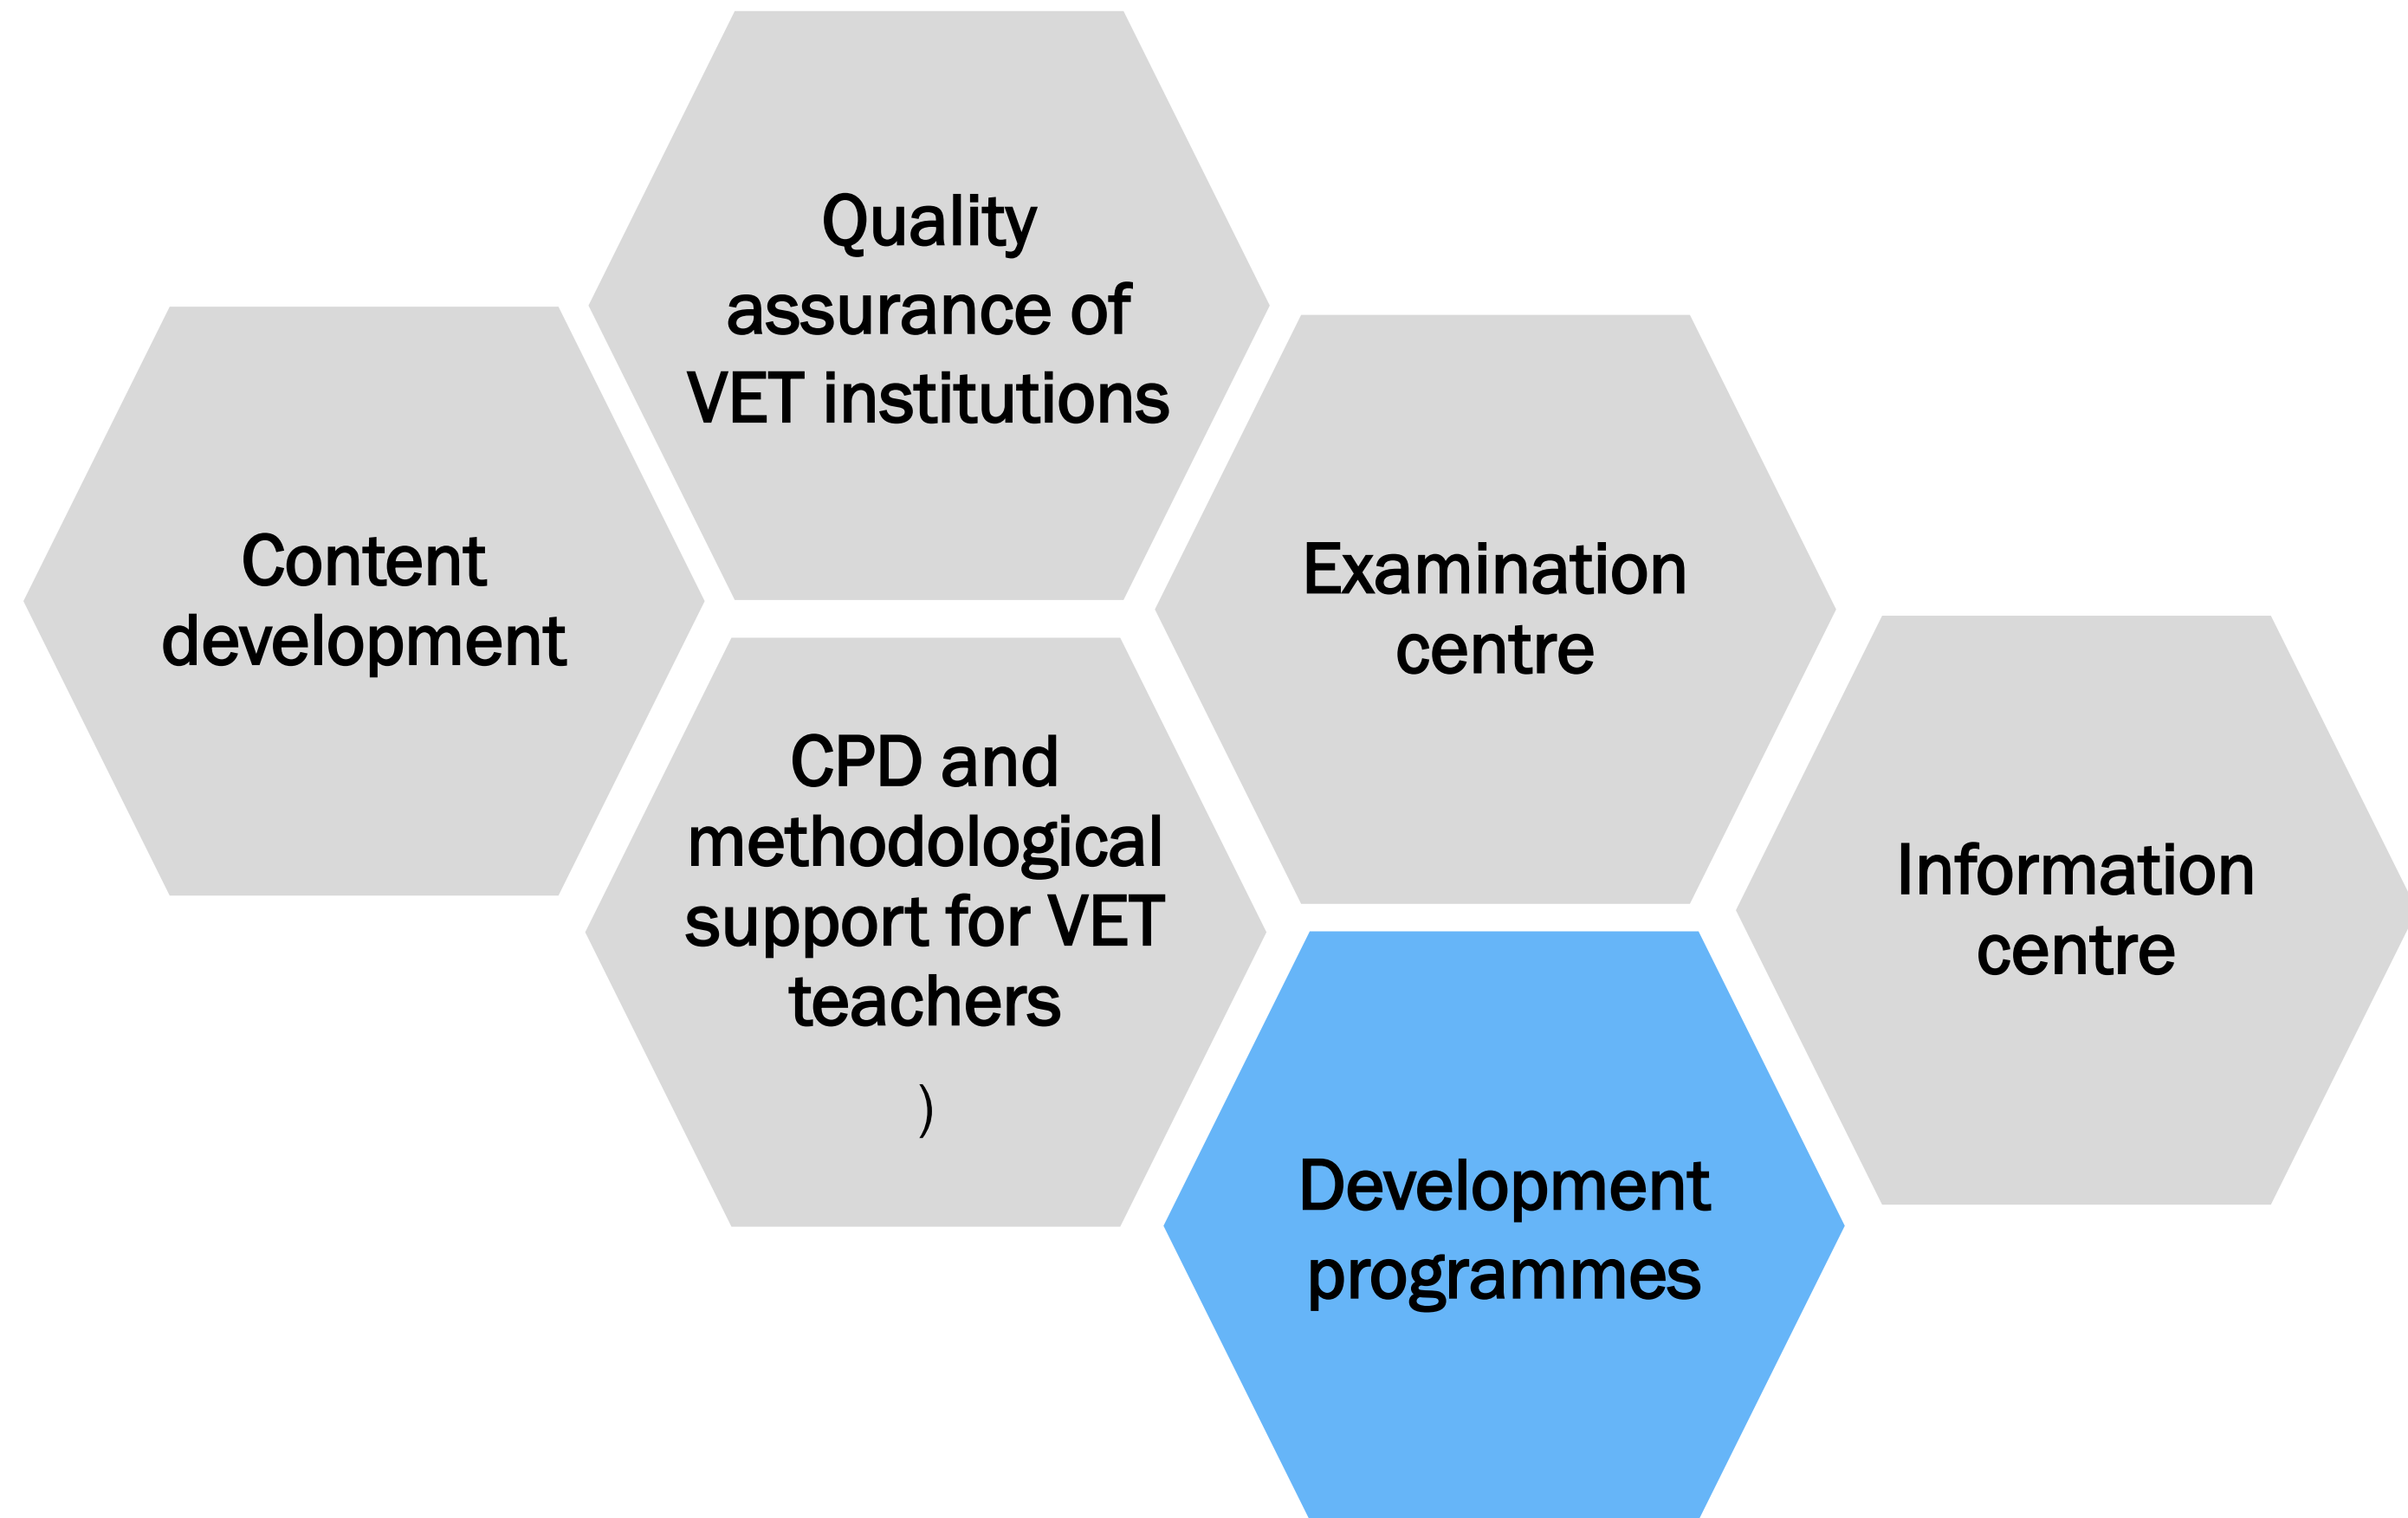 Quality
assurance of
VET institutions
Content
development
Examination
centre
CPD and
methodological
support for VET
teachers
)
Information
centre
Development
programmes